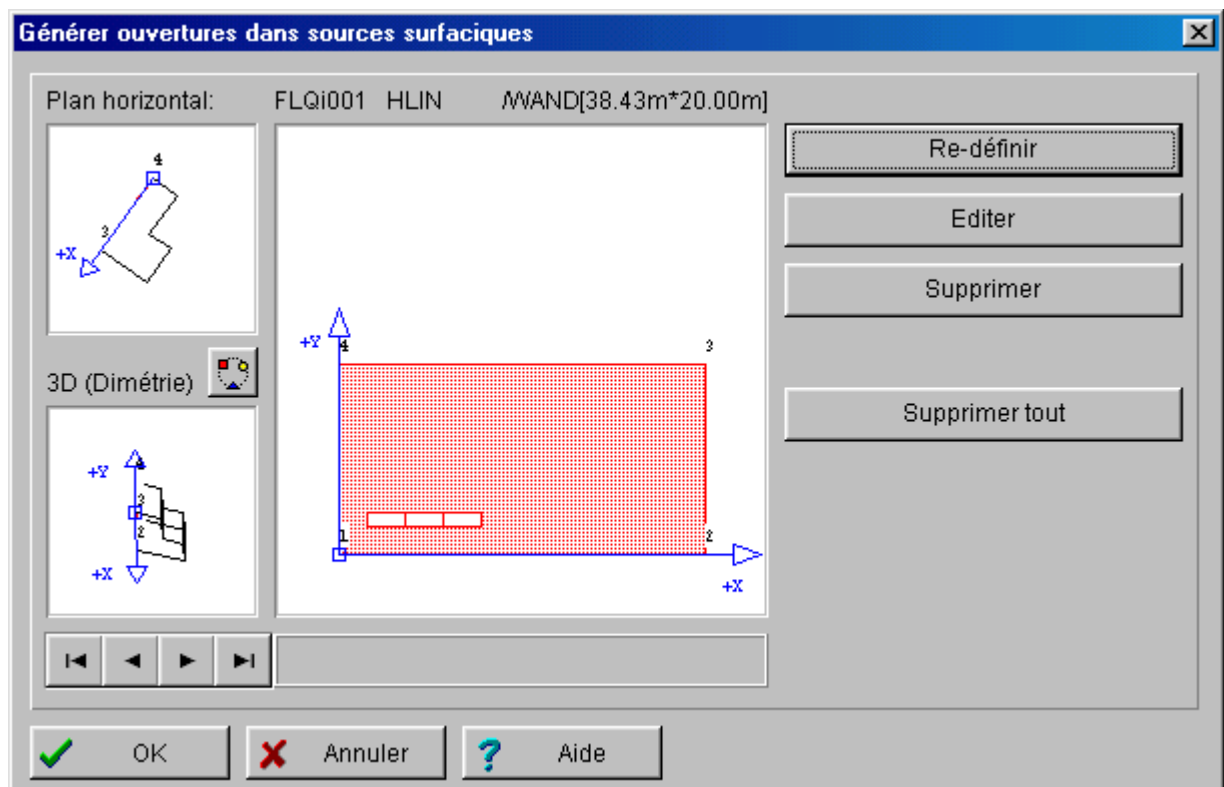 Générer ouvertures dans sources surfaciques
Plan horizontal: FLQi001 HLIN /WAND[38.43m*20.00m]
4
3
+X
Re-définir
Editer
Supprimer
Supprimer tout
+Y
4
3
1
2
+X
3D (Dimétrie)
+Y
4
3
2
+X
OK
Annuler
? Aide